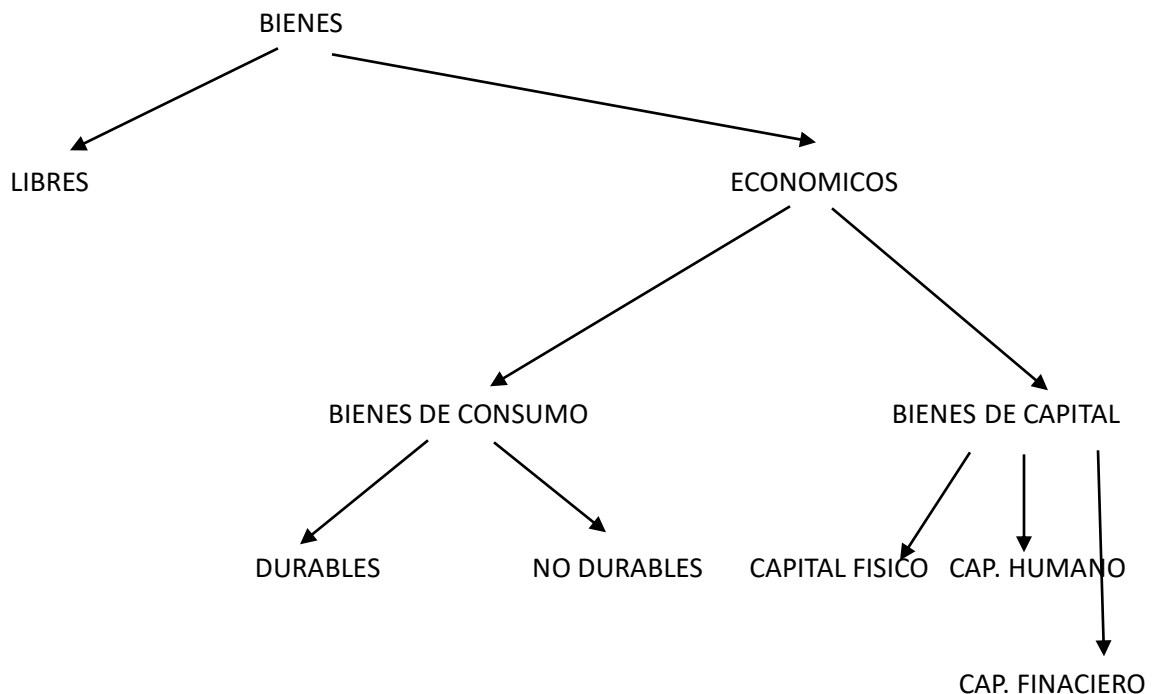 BIENES
LIBRES
ECONOMICOS
BIENES DE CONSUMO
BIENES DE CAPITAL
DURABLES
NO DURABLES
CAPITAL FISICO
CAP. HUMANO
CAP. FINACIERO